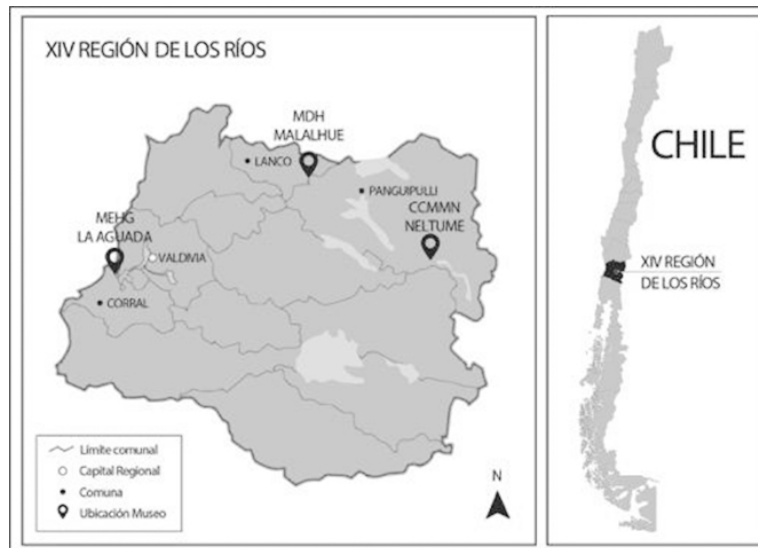 XIV REGIÓN DE LOS RÍOS
MDH
MALALHUE
LANCO
PANGUIPULLI
CCMMN
NELTUME
MEHG
LA AGUADA
VALDIVIA
CORRAL
Límite comunal
Capital Regional
Comuna
Ubicación Museo
N
CHILE
XIV REGIÓN
DE LOS RÍOS